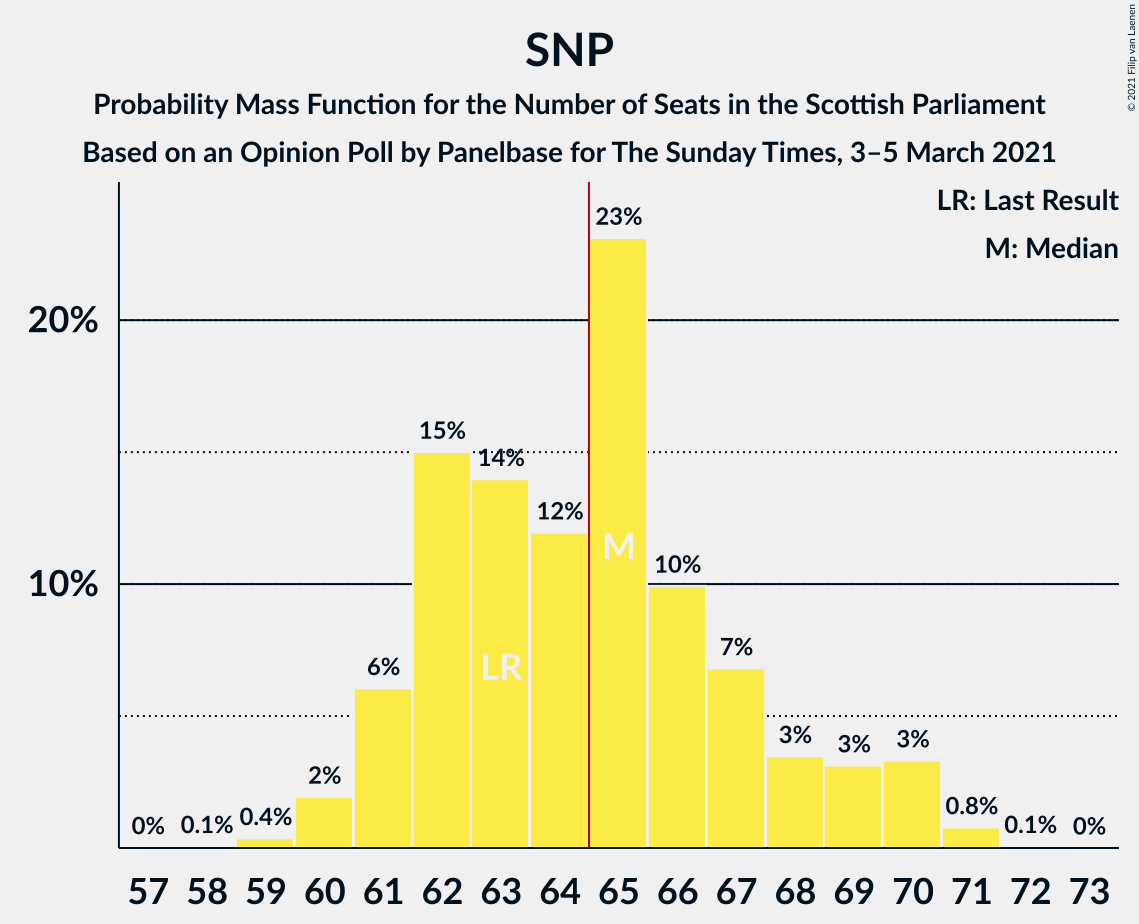 SNP
Probability Mass Function for the Number of Seats in the Scottish Parliament
Based on an Opinion Poll by Panelbase for The Sunday Times, 3–5 March 2021
© 2021 Filip van Laenen
LR: Last Result
M: Median
20%
10%
0% 0.1% 0.4% 2% 6% 15% 14% 12% 23% 10% 7% 3% 3% 3% 0.8% 0.1% 0%
LR
M
57 58 59 60 61 62 63 64 65 66 67 68 69 70 71 72 73